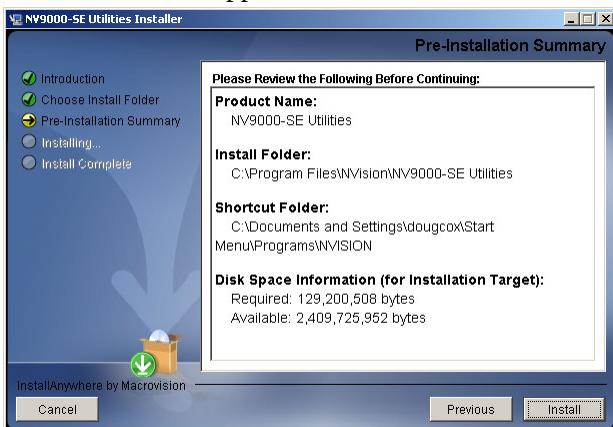 NV9000-SE Utilities Installer
Pre-Installation Summary
Introduction
Choose Install Folder
Pre-Installation Summary
Installing...
Install Complete
Please Review the Following Before Continuing:
Product Name:
NV9000-SE Utilities
Install Folder:
C:\Program Files\NVision\NV9000-SE Utilities
Shortcut Folder:
C:\Documents and Settings\dougcox\Start
Menu\Programs\NVISION
Disk Space Information (for Installation Target):
Required: 129,200,508 bytes
Available: 2,409,725,952 bytes
InstallAnywhere by Macrovision
Cancel
Previous
Install